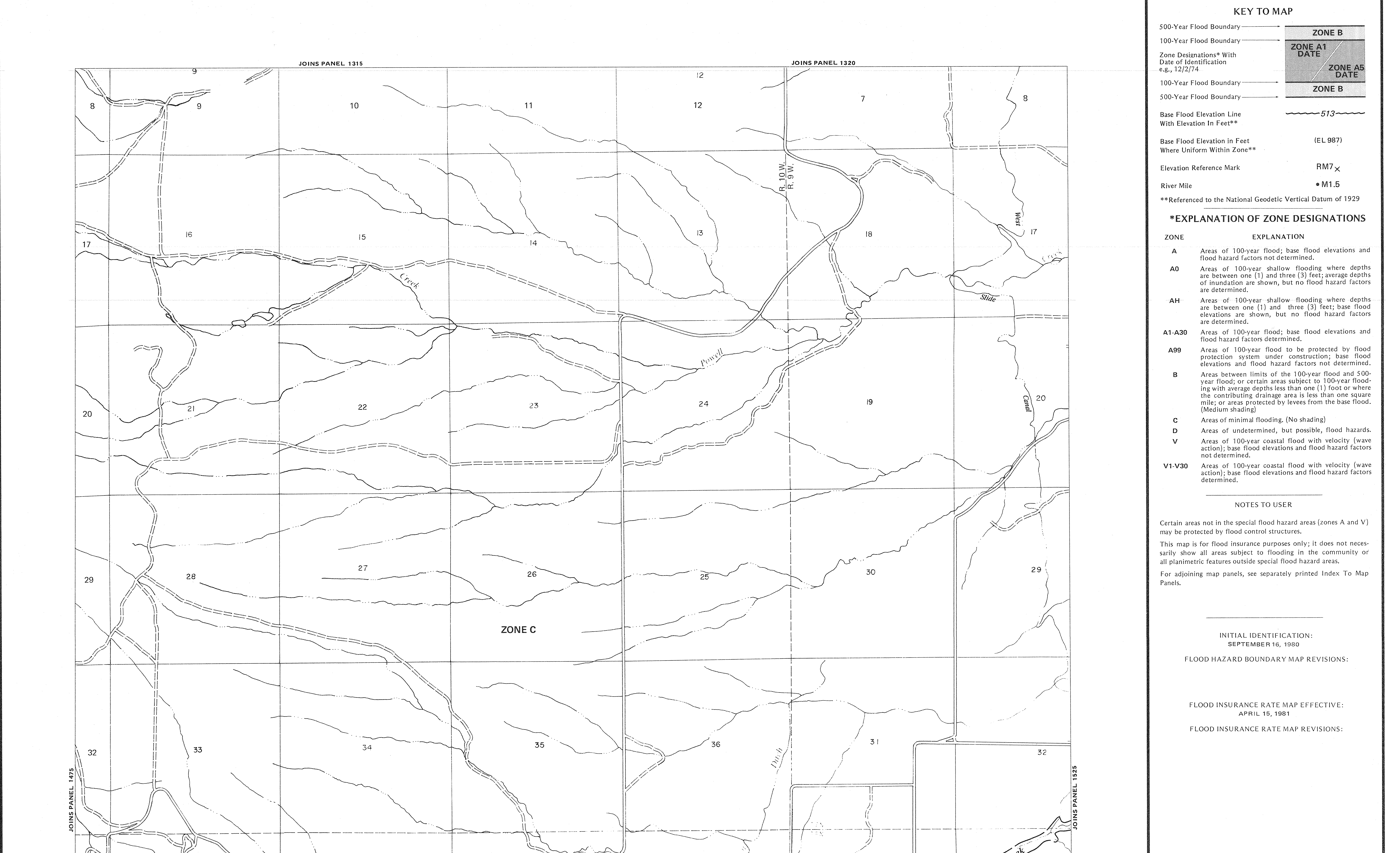 JOINS PANEL 1315
JOINS PANEL 1320
9
12
8
9
10
11
12
7
8
R. 10 W.
R. 9 W.
West
17
16
15
14
13
18
17
Creek
Slide
Powell
20
21
22
23
24
19
20
Canal
29
28
27
26
25
30
29
ZONE C
32
33
34
35
36
31
32
Ditch
JOINS PANEL 1475
JOINS PANEL 1525
KEY TO MAP
500-Year Flood Boundary
100-Year Flood Boundary
Zone Designations* With
Date of Identification
e.g., 12/2/74
100-Year Flood Boundary
500-Year Flood Boundary
ZONE B
ZONE A1
DATE
ZONE A5
DATE
ZONE B
Base Flood Elevation Line
With Elevation In Feet**
513
Base Flood Elevation in Feet
Where Uniform Within Zone**
(EL 987)
Elevation Reference Mark
RM7×
River Mile
•M1.5
**Referenced to the National Geodetic Vertical Datum of 1929
*EXPLANATION OF ZONE DESIGNATIONS
ZONE EXPLANATION
A Areas of 100-year flood; base flood elevations and
flood hazard factors not determined.
A0 Areas of 100-year shallow flooding where depths
are between one (1) and three (3) feet; average depths
of inundation are shown, but no flood hazard factors
are determined.
AH Areas of 100-year shallow flooding where depths
are between one (1) and three (3) feet; base flood
elevations are shown, but no flood hazard factors
are determined.
A1-A30 Areas of 100-year flood; base flood elevations and
flood hazard factors determined.
A99 Areas of 100-year flood to be protected by flood
protection system under construction; base flood
elevations and flood hazard factors not determined.
B Areas between limits of the 100-year flood and 500-
year flood; or certain areas subject to 100-year flood-
ing with average depths less than one (1) foot or where
the contributing drainage area is less than one square
mile; or areas protected by levees from the base flood.
(Medium shading)
C Areas of minimal flooding, (No shading)
D Areas of undetermined, but possible, flood hazards.
V Areas of 100-year coastal flood with velocity (wave
action); base flood elevations and flood hazard factors
not determined.
V1-V30 Areas of 100-year coastal flood with velocity (wave
action); base flood elevations and flood hazard factors
determined.
NOTES TO USER
Certain areas not in the special flood hazard areas (zones A and V)
may be protected by flood control structures.
This map is for flood insurance purposes only; it does not neces-
sarily show all areas subject to flooding in the community or
all planimetric features outside special flood hazard areas.
For adjoining map panels, see separately printed Index To Map
Panels.
INITIAL IDENTIFICATION:
SEPTEMBER 16, 1980
FLOOD HAZARD BOUNDARY MAP REVISIONS:
FLOOD INSURANCE RATE MAP EFFECTIVE:
APRIL 15, 1981
FLOOD INSURANCE RATE MAP REVISIONS: